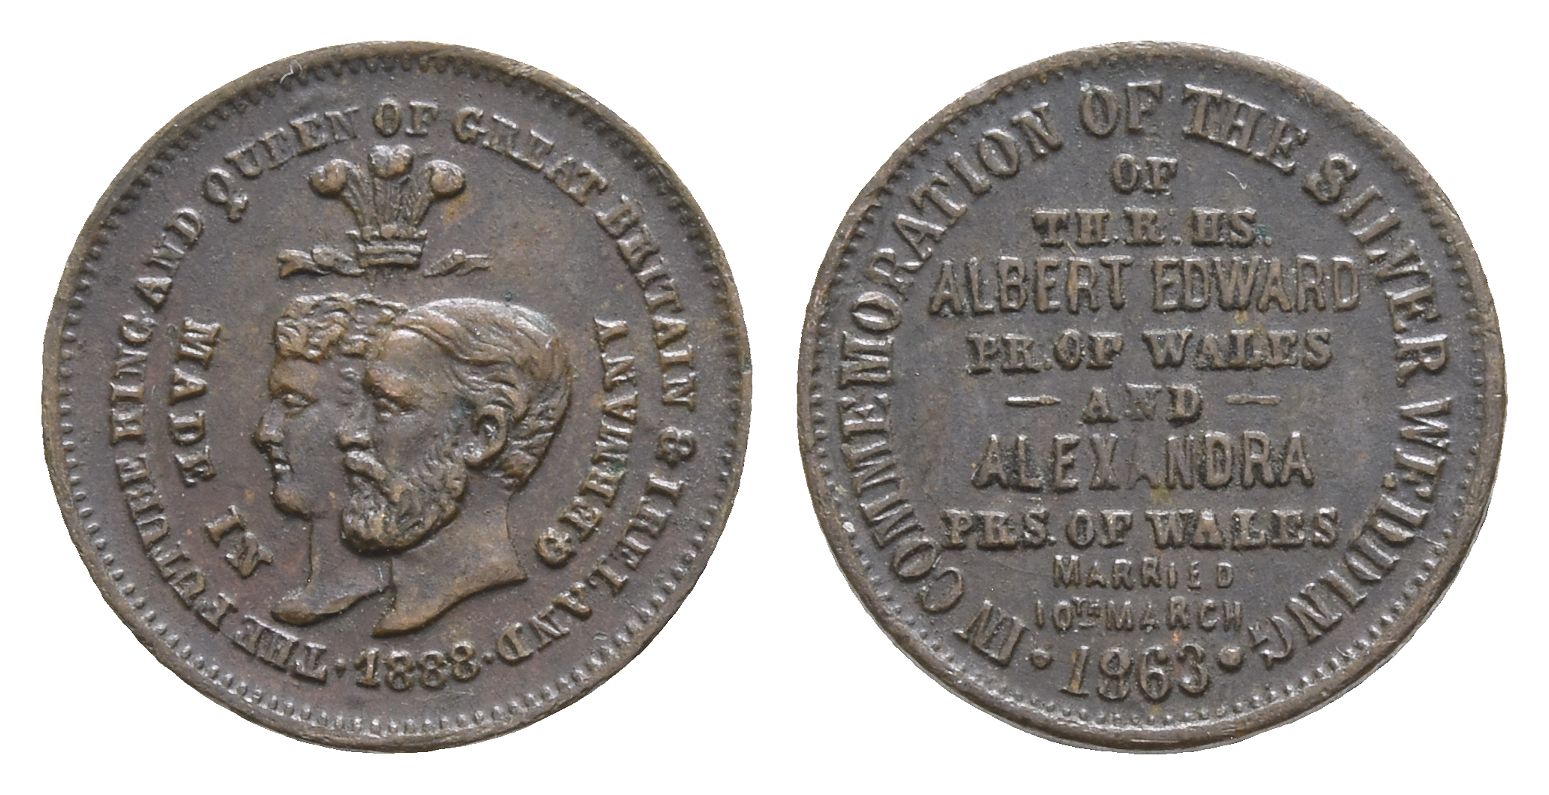 THE FUTURE KING AND QUEEN OF GREAT BRITAIN & IRELAND
· 1888 ·
MADE IN
GERMANY
IN COMMEMORATION OF THE SILVER WEDDING
OF
TH.R.HS.
ALBERT EDWARD
PR. OF WALES
— AND —
ALEXANDRA
PRS. OF WALES
MARRIED
10TH MARCH
• 1863 •